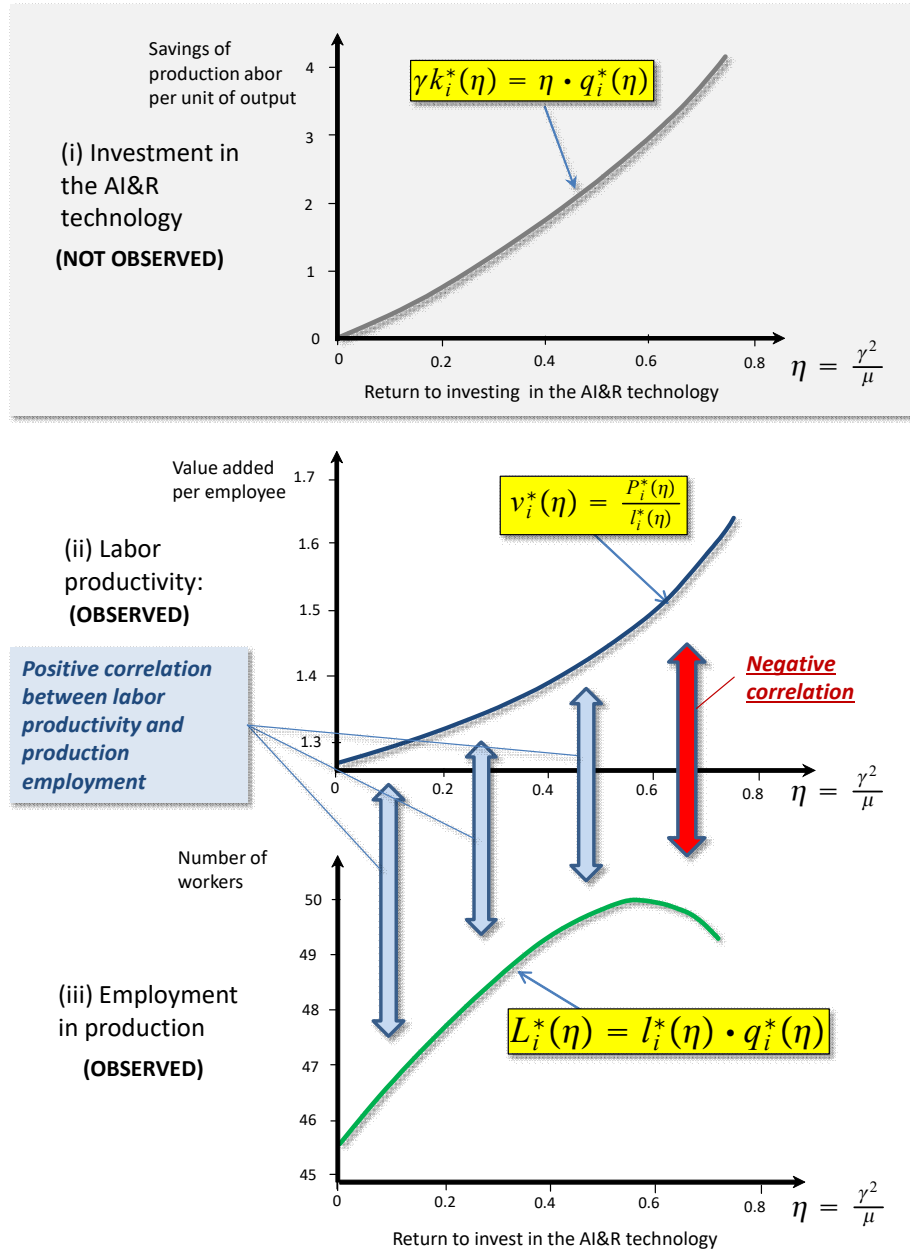 Savings of
production abor
per unit of output
4
3
2
1
0
γk*ᵢ(η) = η · q*ᵢ(η)
(i) Investment in
the AI&R
technology
(NOT OBSERVED)
0
0.2
0.4
0.6
0.8
η = γ²/μ
Return to investing in the AI&R technology
Value added
per employee
1.7
1.6
1.5
1.4
1.3
v*ᵢ(η) = P*ᵢ(η)/l*ᵢ(η)
(ii) Labor
productivity:
(OBSERVED)
Positive correlation
between labor
productivity and
production
employment
Negative
correlation
0
0.2
0.4
0.6
0.8
η = γ²/μ
Number of
workers
50
49
48
47
46
45
(iii) Employment
in production
(OBSERVED)
L*ᵢ(η) = l*ᵢ(η) · q*ᵢ(η)
0
0.2
0.4
0.6
0.8
η = γ²/μ
Return to invest in the AI&R technology